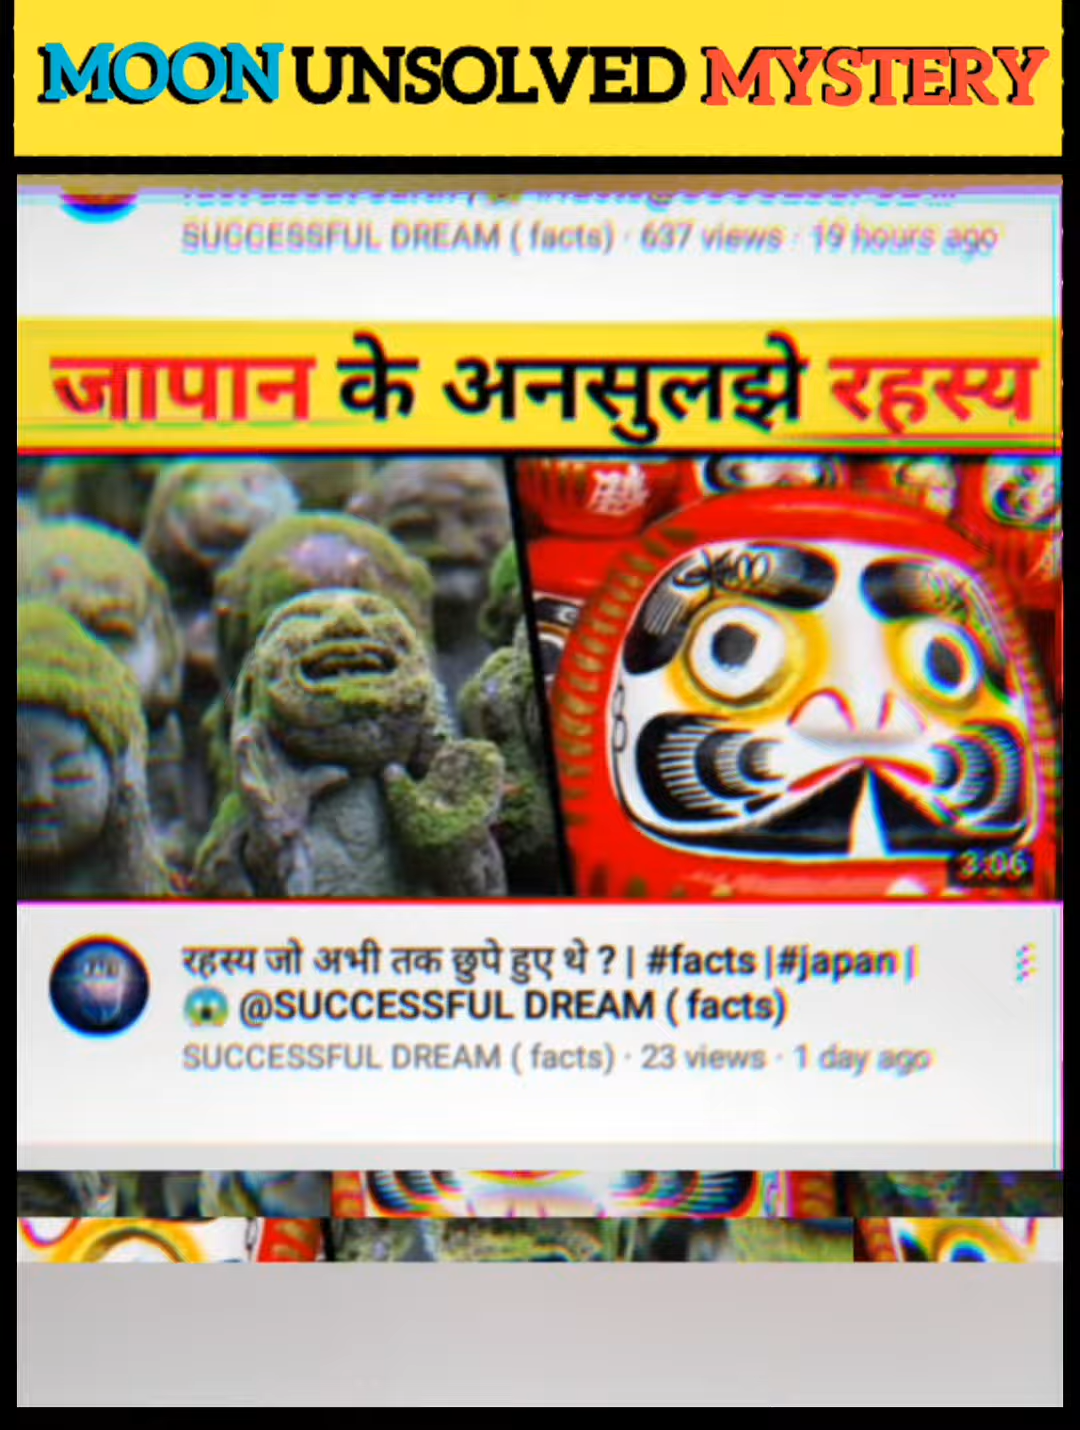 MOON UNSOLVED MYSTERY
SUCCESSFUL DREAM ( facts) · 637 views · 19 hours ago
जापान के अनसुलझे रहस्य
3:06
रहस्य जो अभी तक छुपे हुए थे ? | #facts |#japan |
😱 @SUCCESSFUL DREAM ( facts)
SUCCESSFUL DREAM ( facts) · 23 views · 1 day ago